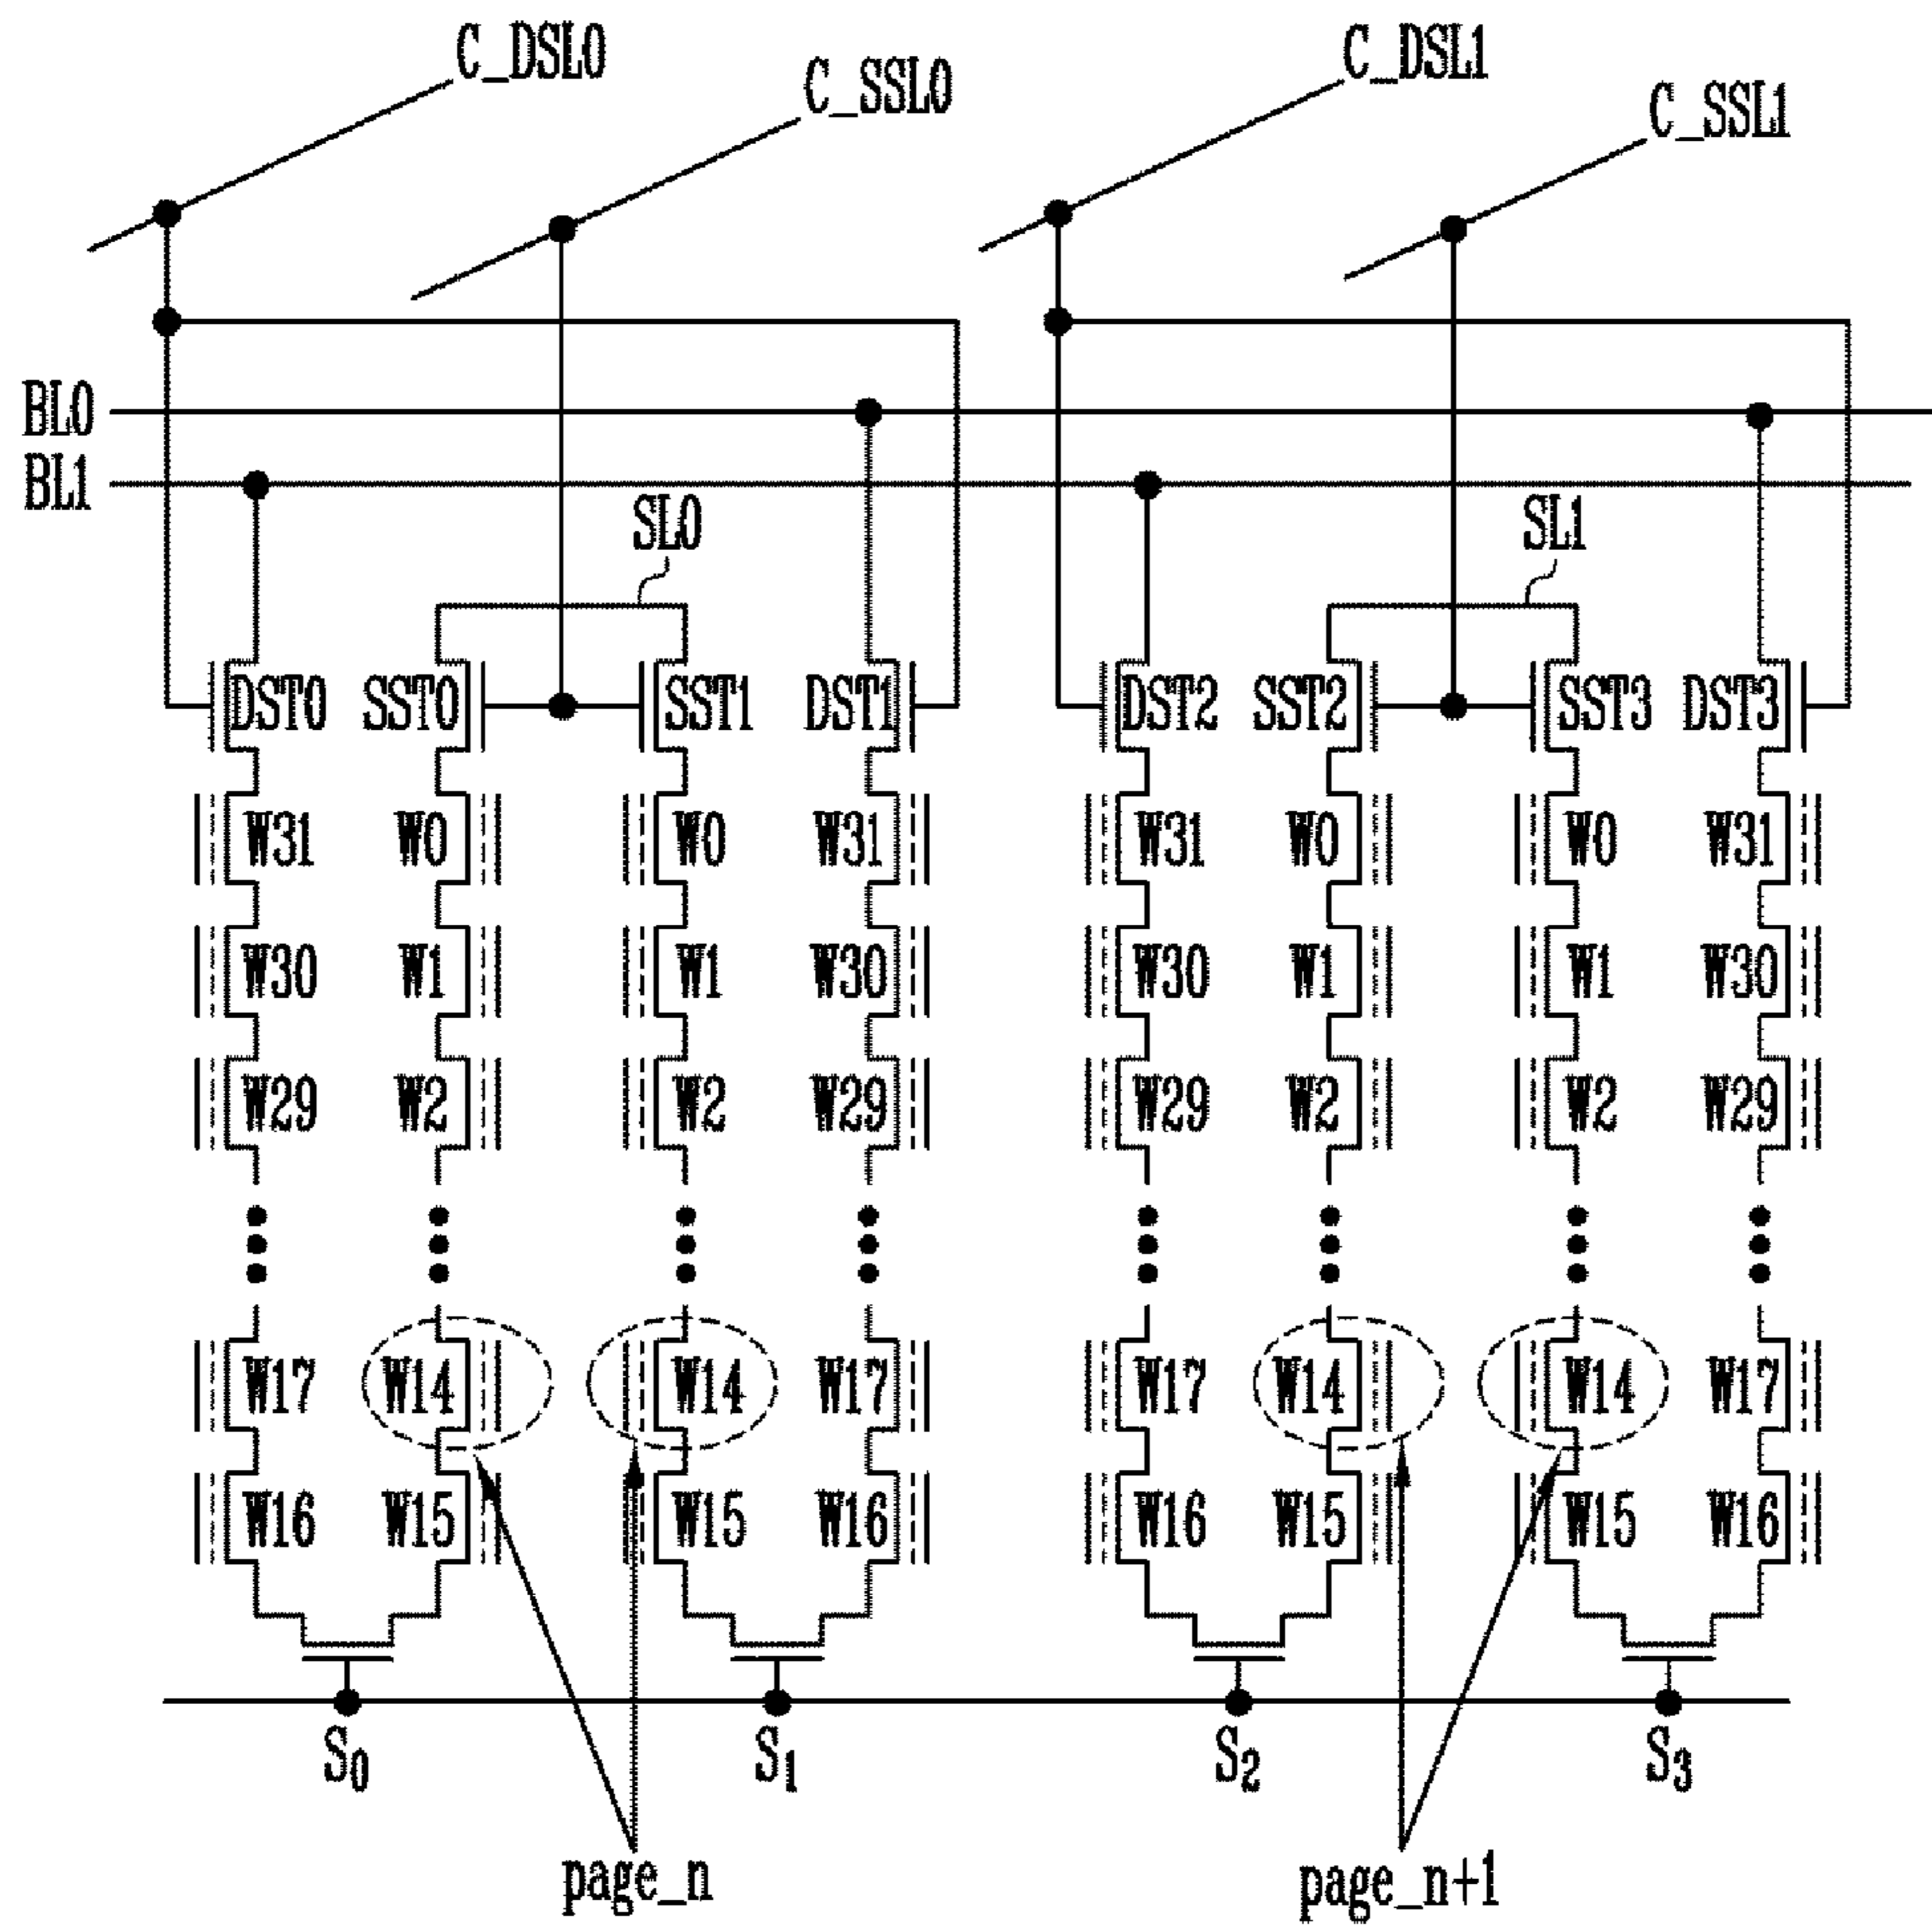 C_DSL0 C_SSL0 C_DSL1 C_SSL1
BL0
BL1
SL0 SL1
DST0 SST0 SST1 DST1 DST2 SST2 SST3 DST3
W31 W0 W0 W31 W31 W0 W0 W31
W30 W1 W1 W30 W30 W1 W1 W30
W29 W2 W2 W29 W29 W2 W2 W29
W17 W14 W14 W17 W17 W14 W14 W17
W16 W15 W15 W16 W16 W15 W15 W16
S0 S1 S2 S3
page_n page_n+1